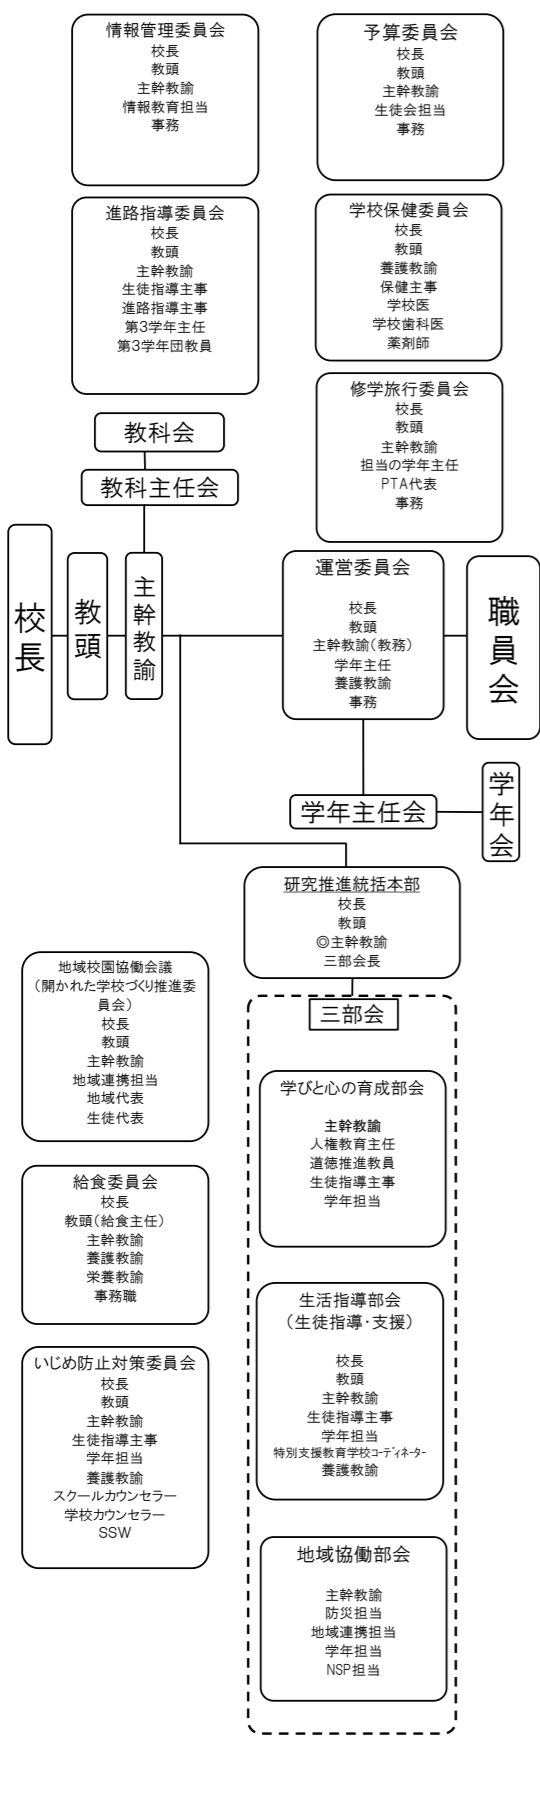 情報管理委員会
校長
教頭
主幹教諭
情報教育担当
事務
予算委員会
校長
教頭
主幹教諭
生徒会担当
事務
進路指導委員会
校長
教頭
主幹教諭
生徒指導主事
進路指導主事
第3学年主任
第3学年団教員
学校保健委員会
校長
教頭
養護教諭
保健主事
学校医
学校歯科医
薬剤師
修学旅行委員会
校長
教頭
主幹教諭
担当の学年主任
PTA代表
事務
教科会
教科主任会
校長
教頭
主幹教諭
運営委員会
校長
教頭
主幹教諭(教務)
学年主任
養護教諭
事務
職員会
学年主任会
学年会
研究推進統括本部
校長
教頭
◎主幹教諭
三部会長
地域校園協働会議
(開かれた学校づくり推進委
員会)
校長
教頭
主幹教諭
地域連携担当
地域代表
生徒代表
給食委員会
校長
教頭(給食主任)
主幹教諭
養護教諭
栄養教諭
事務職
いじめ防止対策委員会
校長
教頭
主幹教諭
生徒指導主事
学年担当
養護教諭
スクールカウンセラー
学校カウンセラー
SSW
三部会
学びと心の育成部会
主幹教諭
人権教育主任
道徳推進教員
生徒指導主事
学年担当
生活指導部会
(生徒指導・支援)
校長
教頭
主幹教諭
生徒指導主事
学年担当
特別支援教育学校ｺｰﾃﾞｨﾈｰﾀｰ
養護教諭
地域協働部会
主幹教諭
防災担当
地域連携担当
学年担当
NSP担当